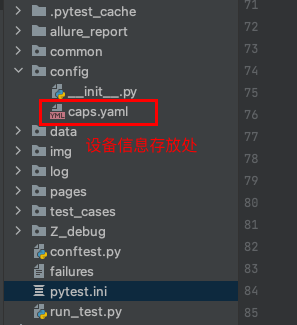 .pytest_cache
allure_report
common
config
__init__.py
caps.yaml
设备信息存放处
data
img
log
pages
test_cases
Z_debug
conftest.py
failures
pytest.ini
run_test.py
71
72
73
74
75
76
77
78
79
80
81
82
83
84
85